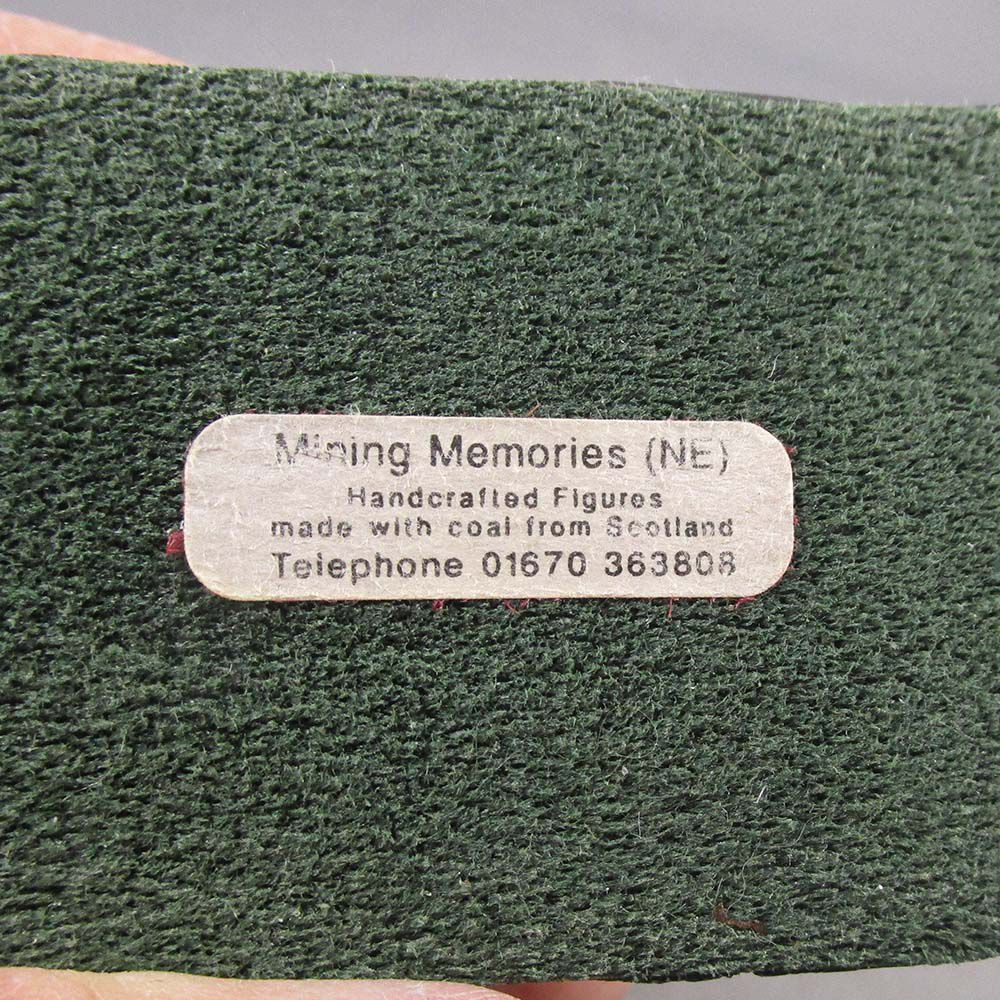 Mining Memories (NE)
Handcrafted Figures
made with coal from Scotland
Telephone 01670 363808